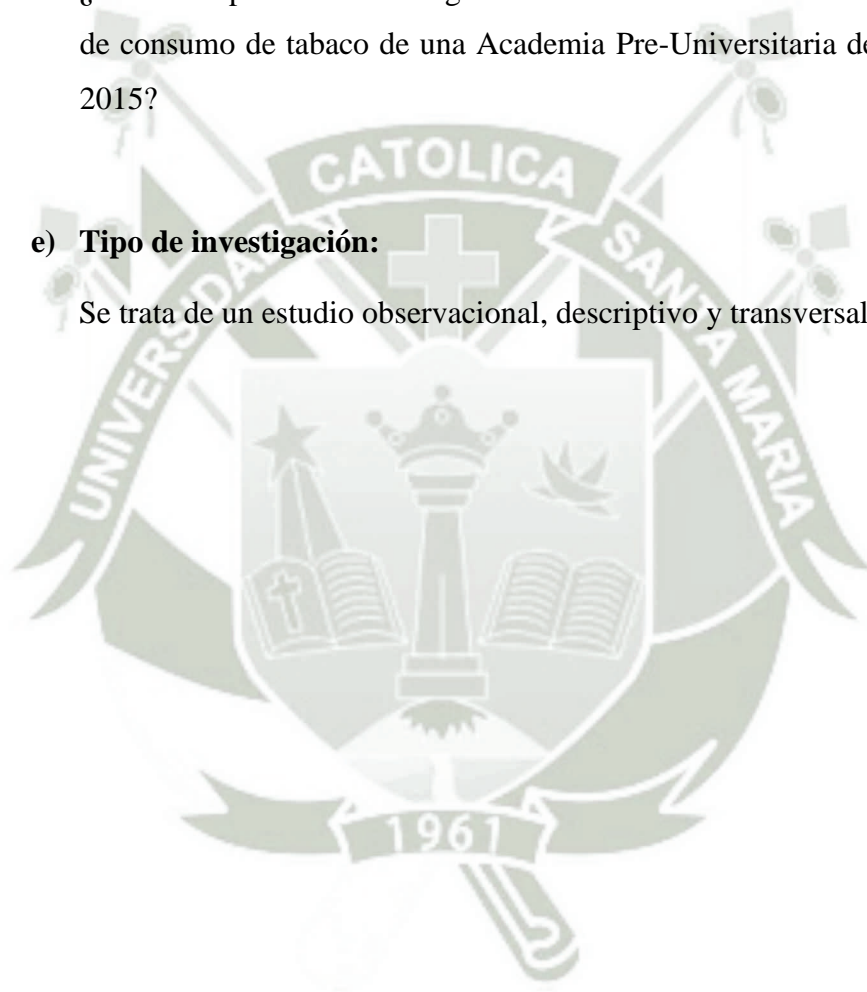 de consumo de tabaco de una Academia Pre-Universitaria
2015?
e) Tipo de investigación:
Se trata de un estudio observacional, descriptivo y transversal
UNIVERSIDAD CATOLICA SANTA MARIA
1961